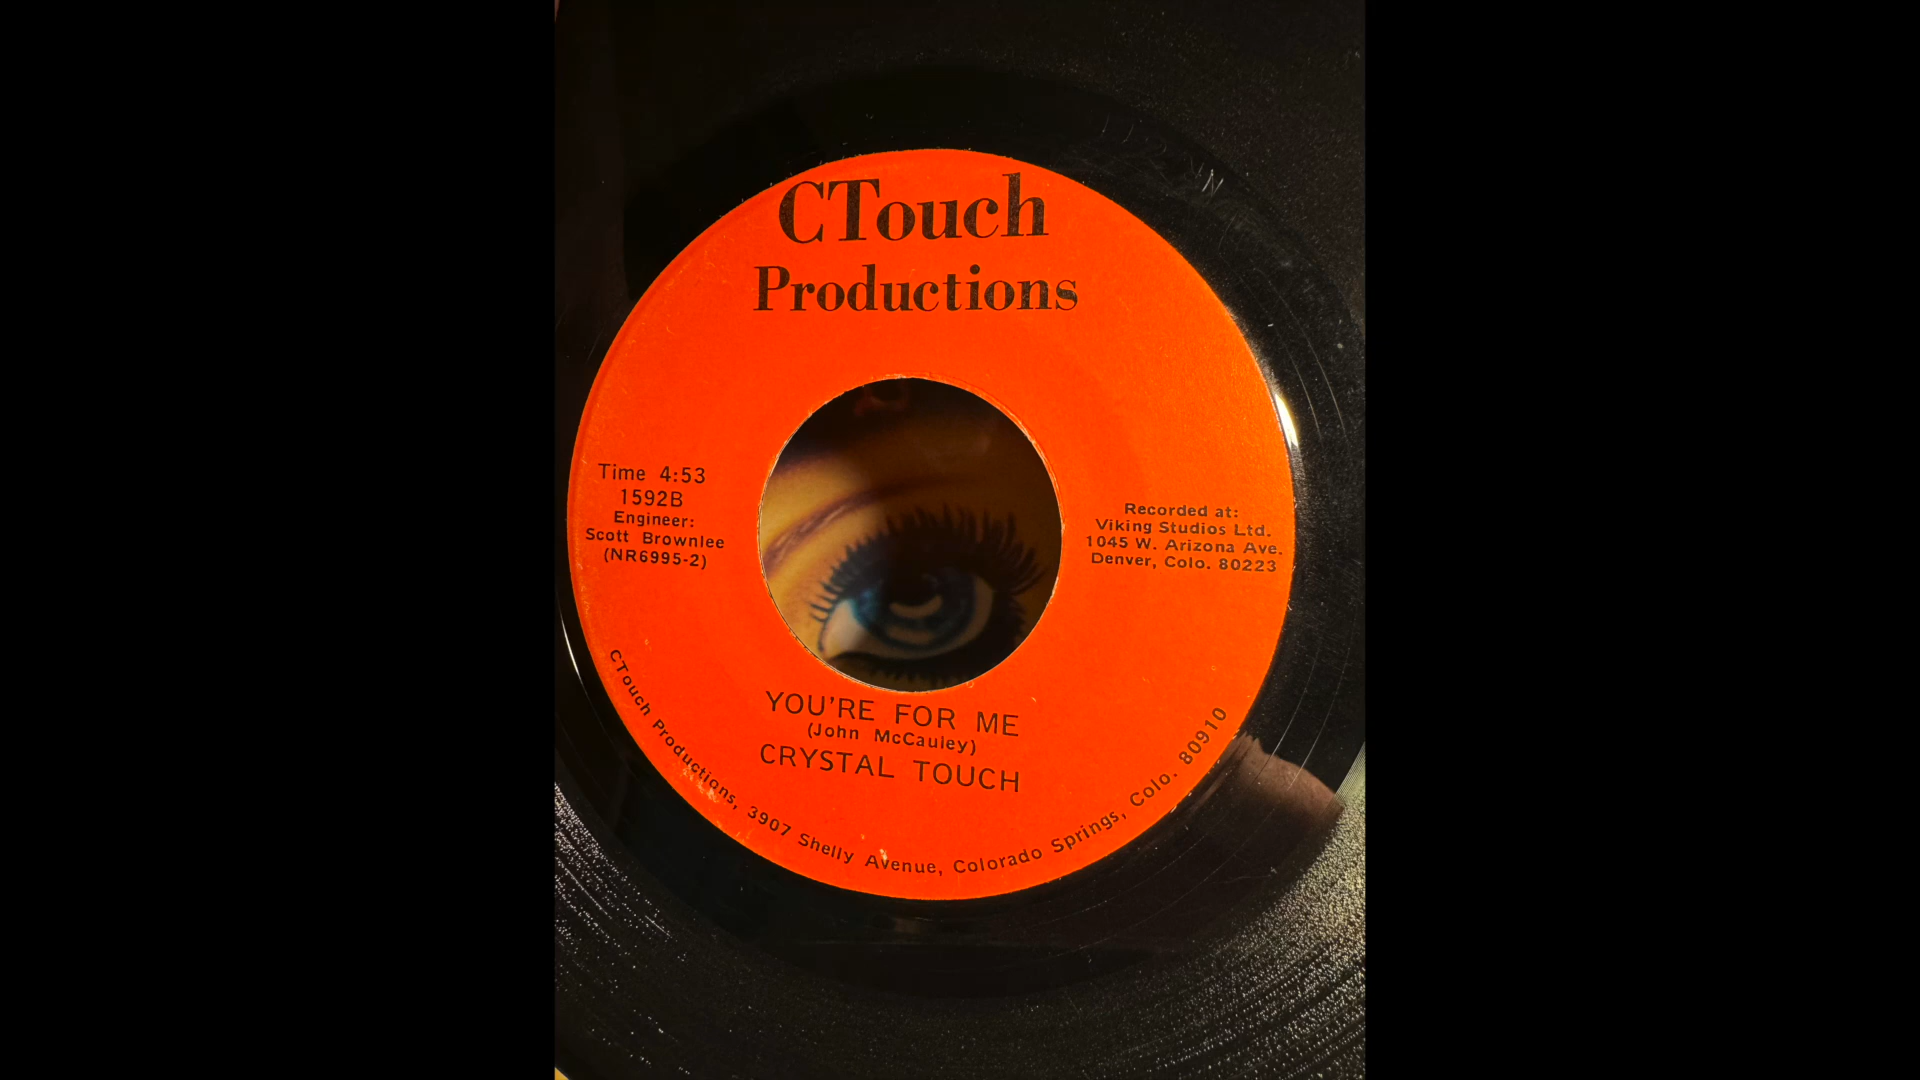 CTouch
Productions
Time 4:53
1592B
Engineer:
Scott Brownlee
(NR6995-2)
Recorded at:
Viking Studios Ltd.
1045 W. Arizona Ave.
Denver, Colo. 80223
YOU'RE FOR ME
(John McCauley)
CRYSTAL TOUCH
CTouch Productions, 3907 Shelly Avenue, Colorado Springs, Colo. 80910